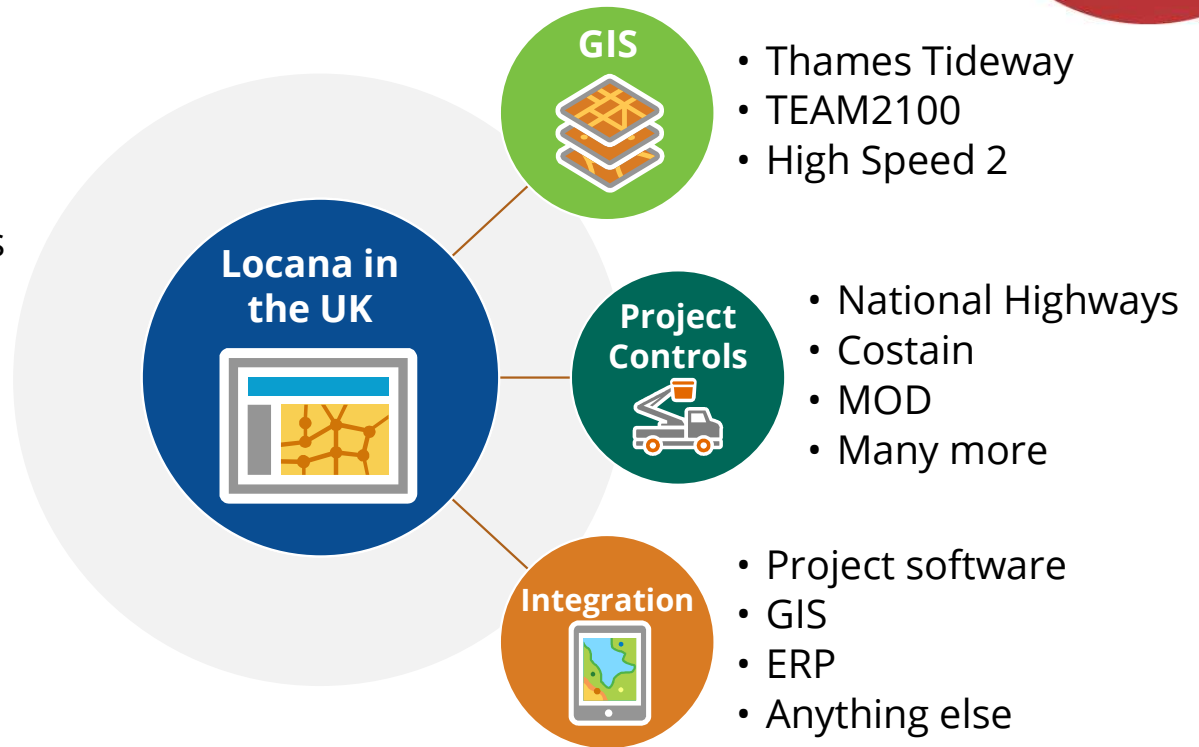 Locana in
the UK
GIS
• Thames Tideway
• TEAM2100
• High Speed 2
Project
Controls
• National Highways
• Costain
• MOD
• Many more
Integration
• Project software
• GIS
• ERP
• Anything else